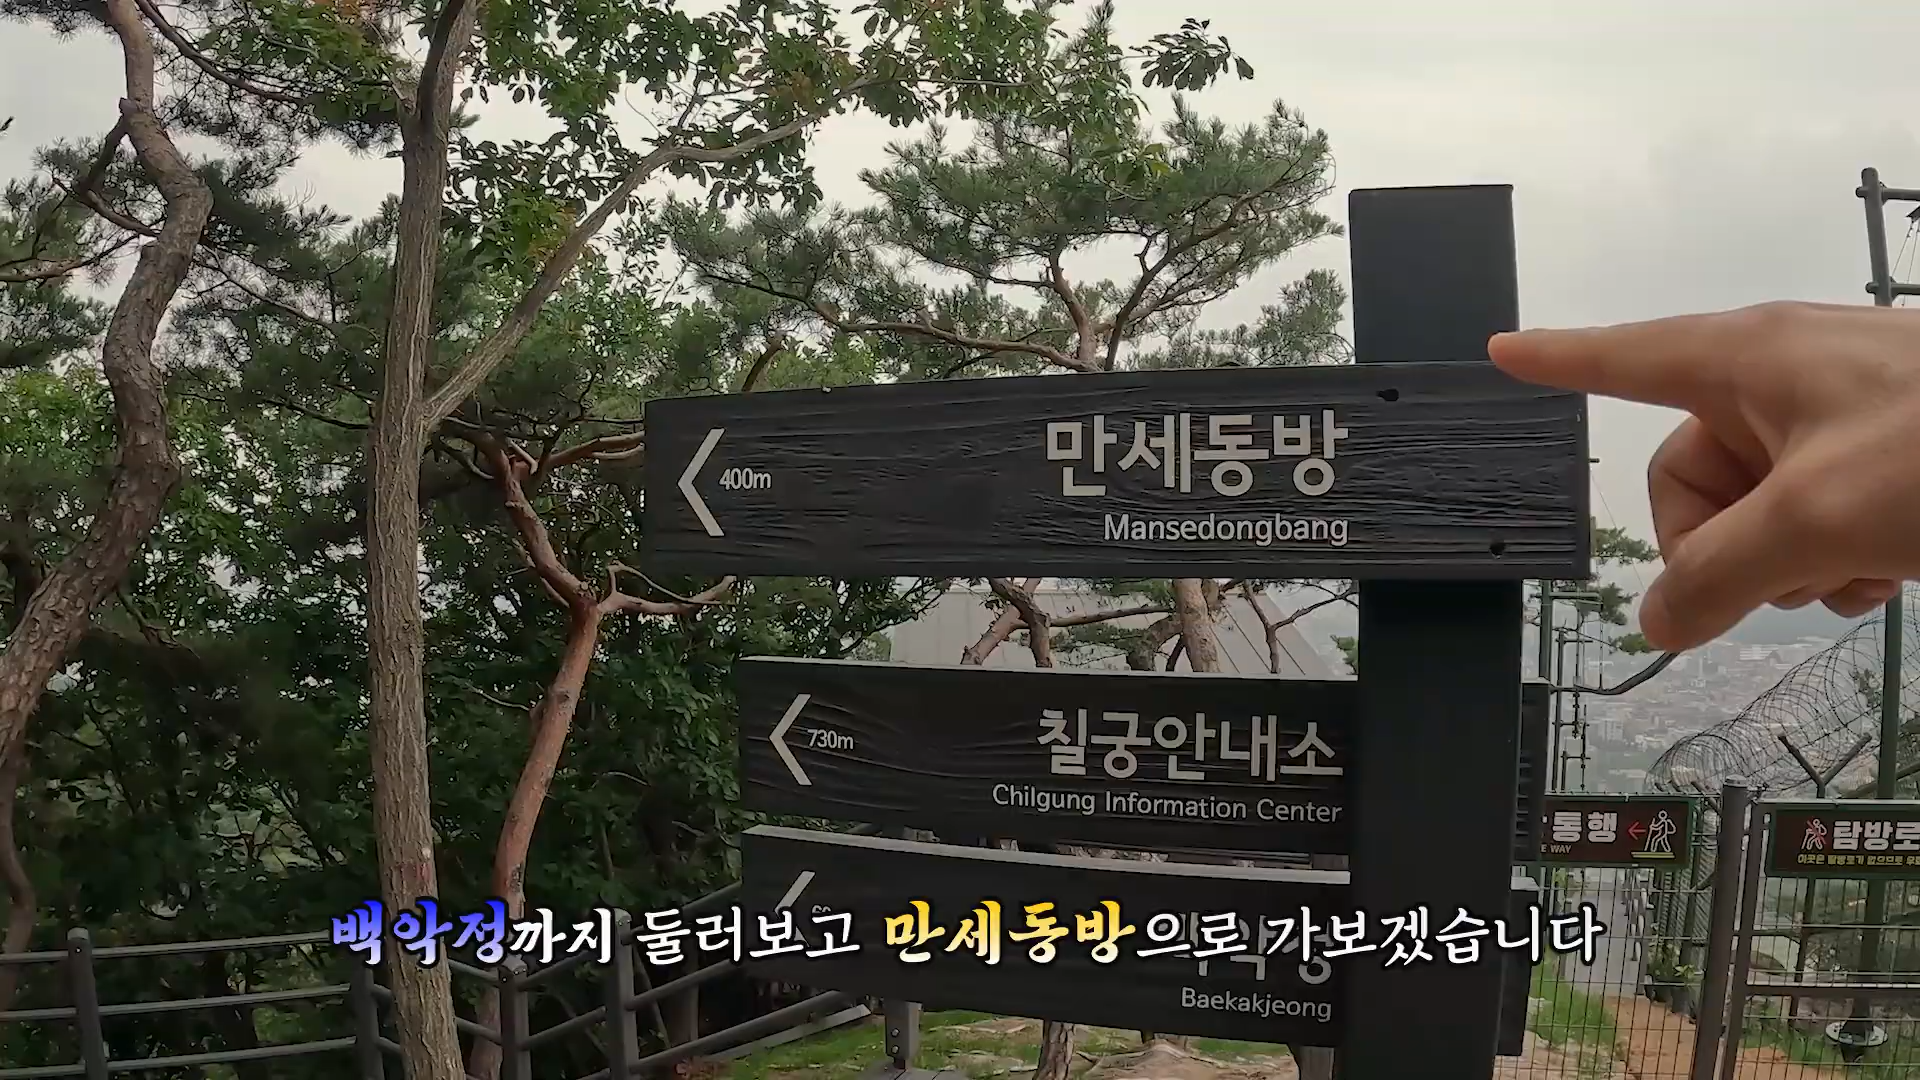 만세동방
400m
Mansedongbang
칠궁안내소
730m
Chilgung Information Center
Baekakjeong
통행
E WAY
탐방로
백악정까지 둘러보고 만세동방으로 가보겠습니다